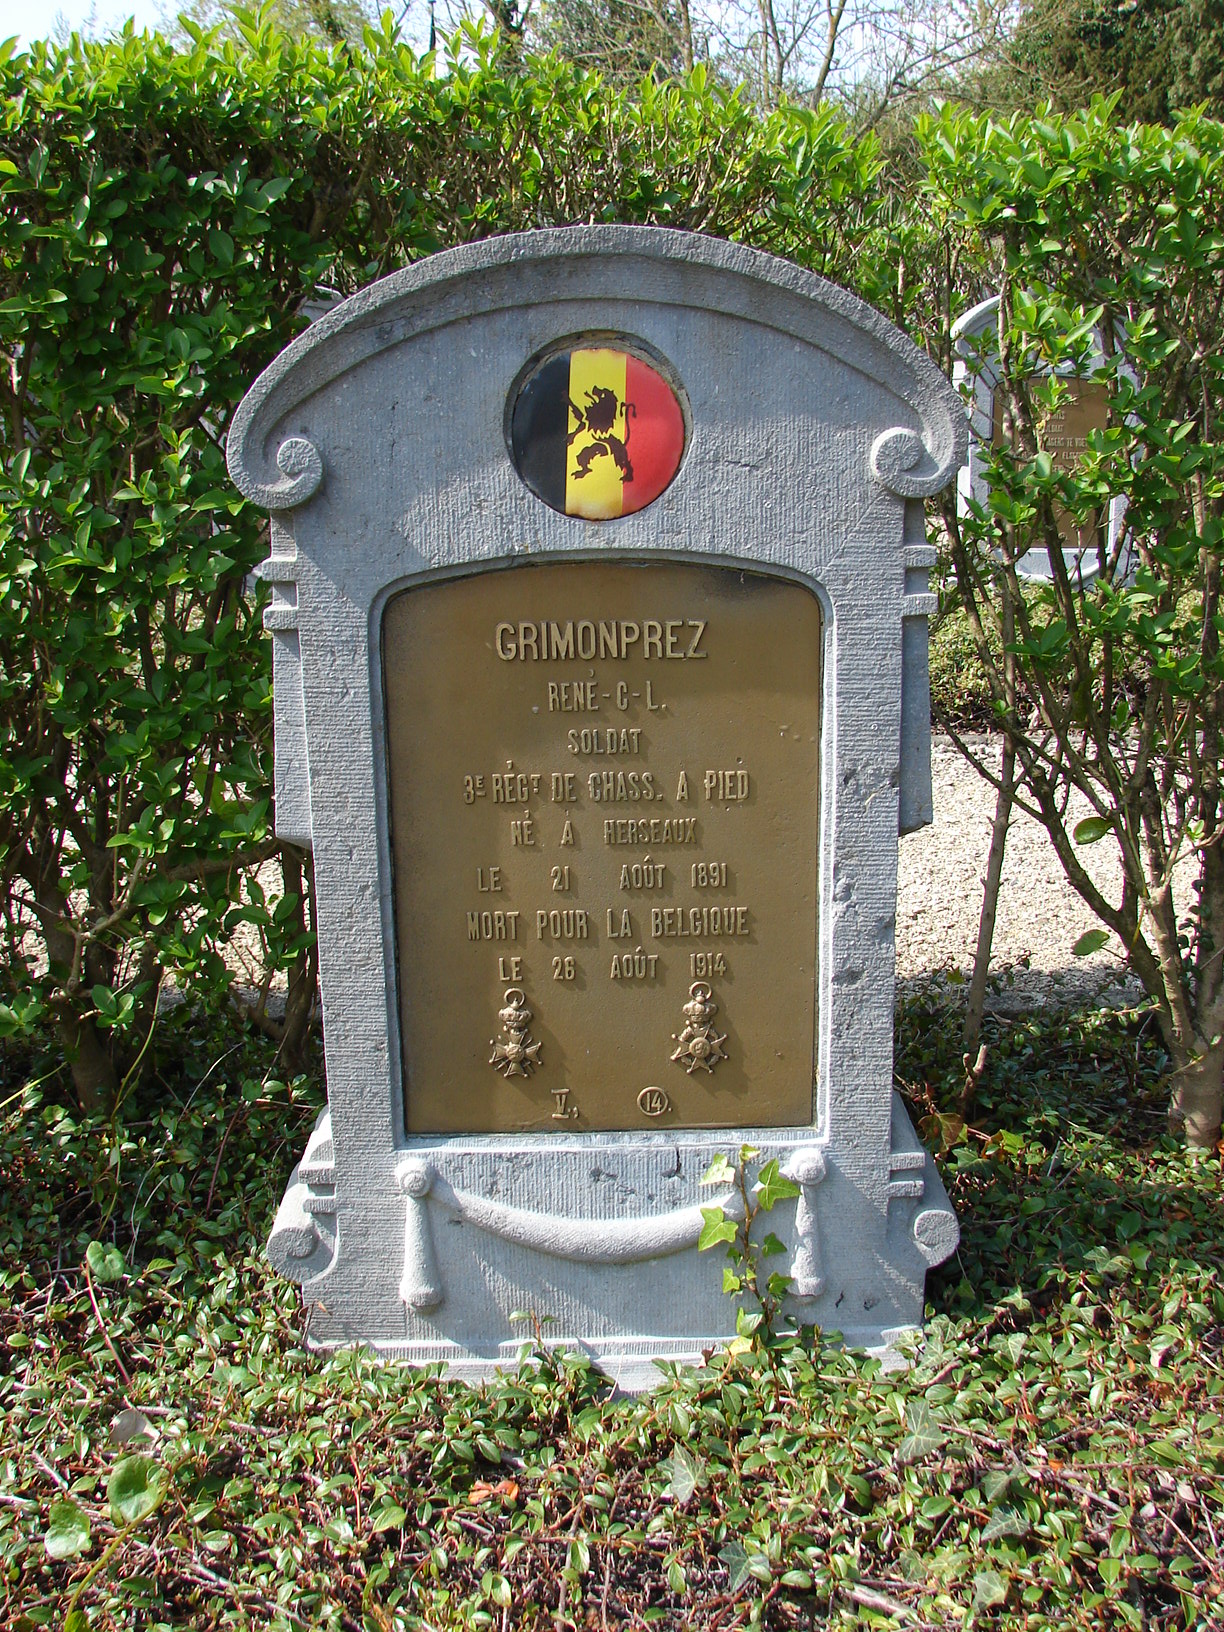 GRIMONPREZ
RENÉ-C-L.
SOLDAT
3E RÉGT DE CHASS. À PIED
NÉ À HERSEAUX
LE 21 AOÛT 1891
MORT POUR LA BELGIQUE
LE 26 AOÛT 1914
V., 14.
SOLDAT